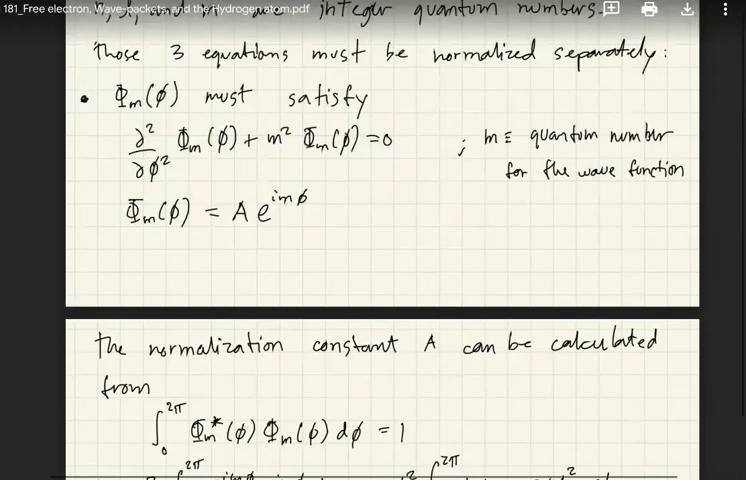 181_Free electron, Wave-packets, and the Hydrogen atom.pdf
are integer quantum numbers.
Those 3 equations must be normalized separately:
• Φm(φ) must satisfy
∂²/∂φ² Φm(φ) + m² Φm(φ) = 0 ; m ≡ quantum number
for the wave function
Φm(φ) = A e^{imφ}
The normalization constant A can be calculated
from
∫₀^{2π} Φm*(φ) Φm(φ) dφ = 1